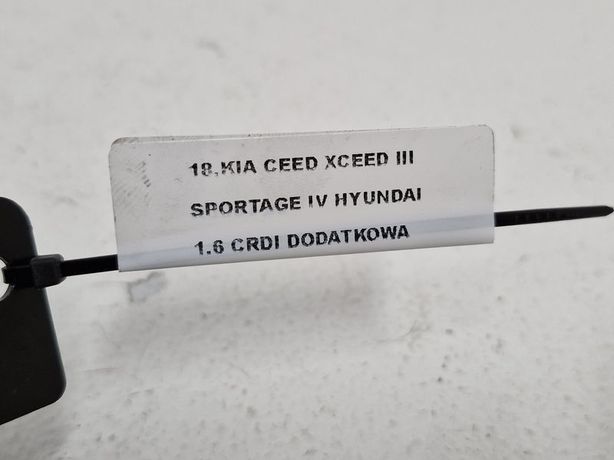 18.KIA CEED XCEED III
SPORTAGE IV HYUNDAI
1.6 CRDI DODATKOWA